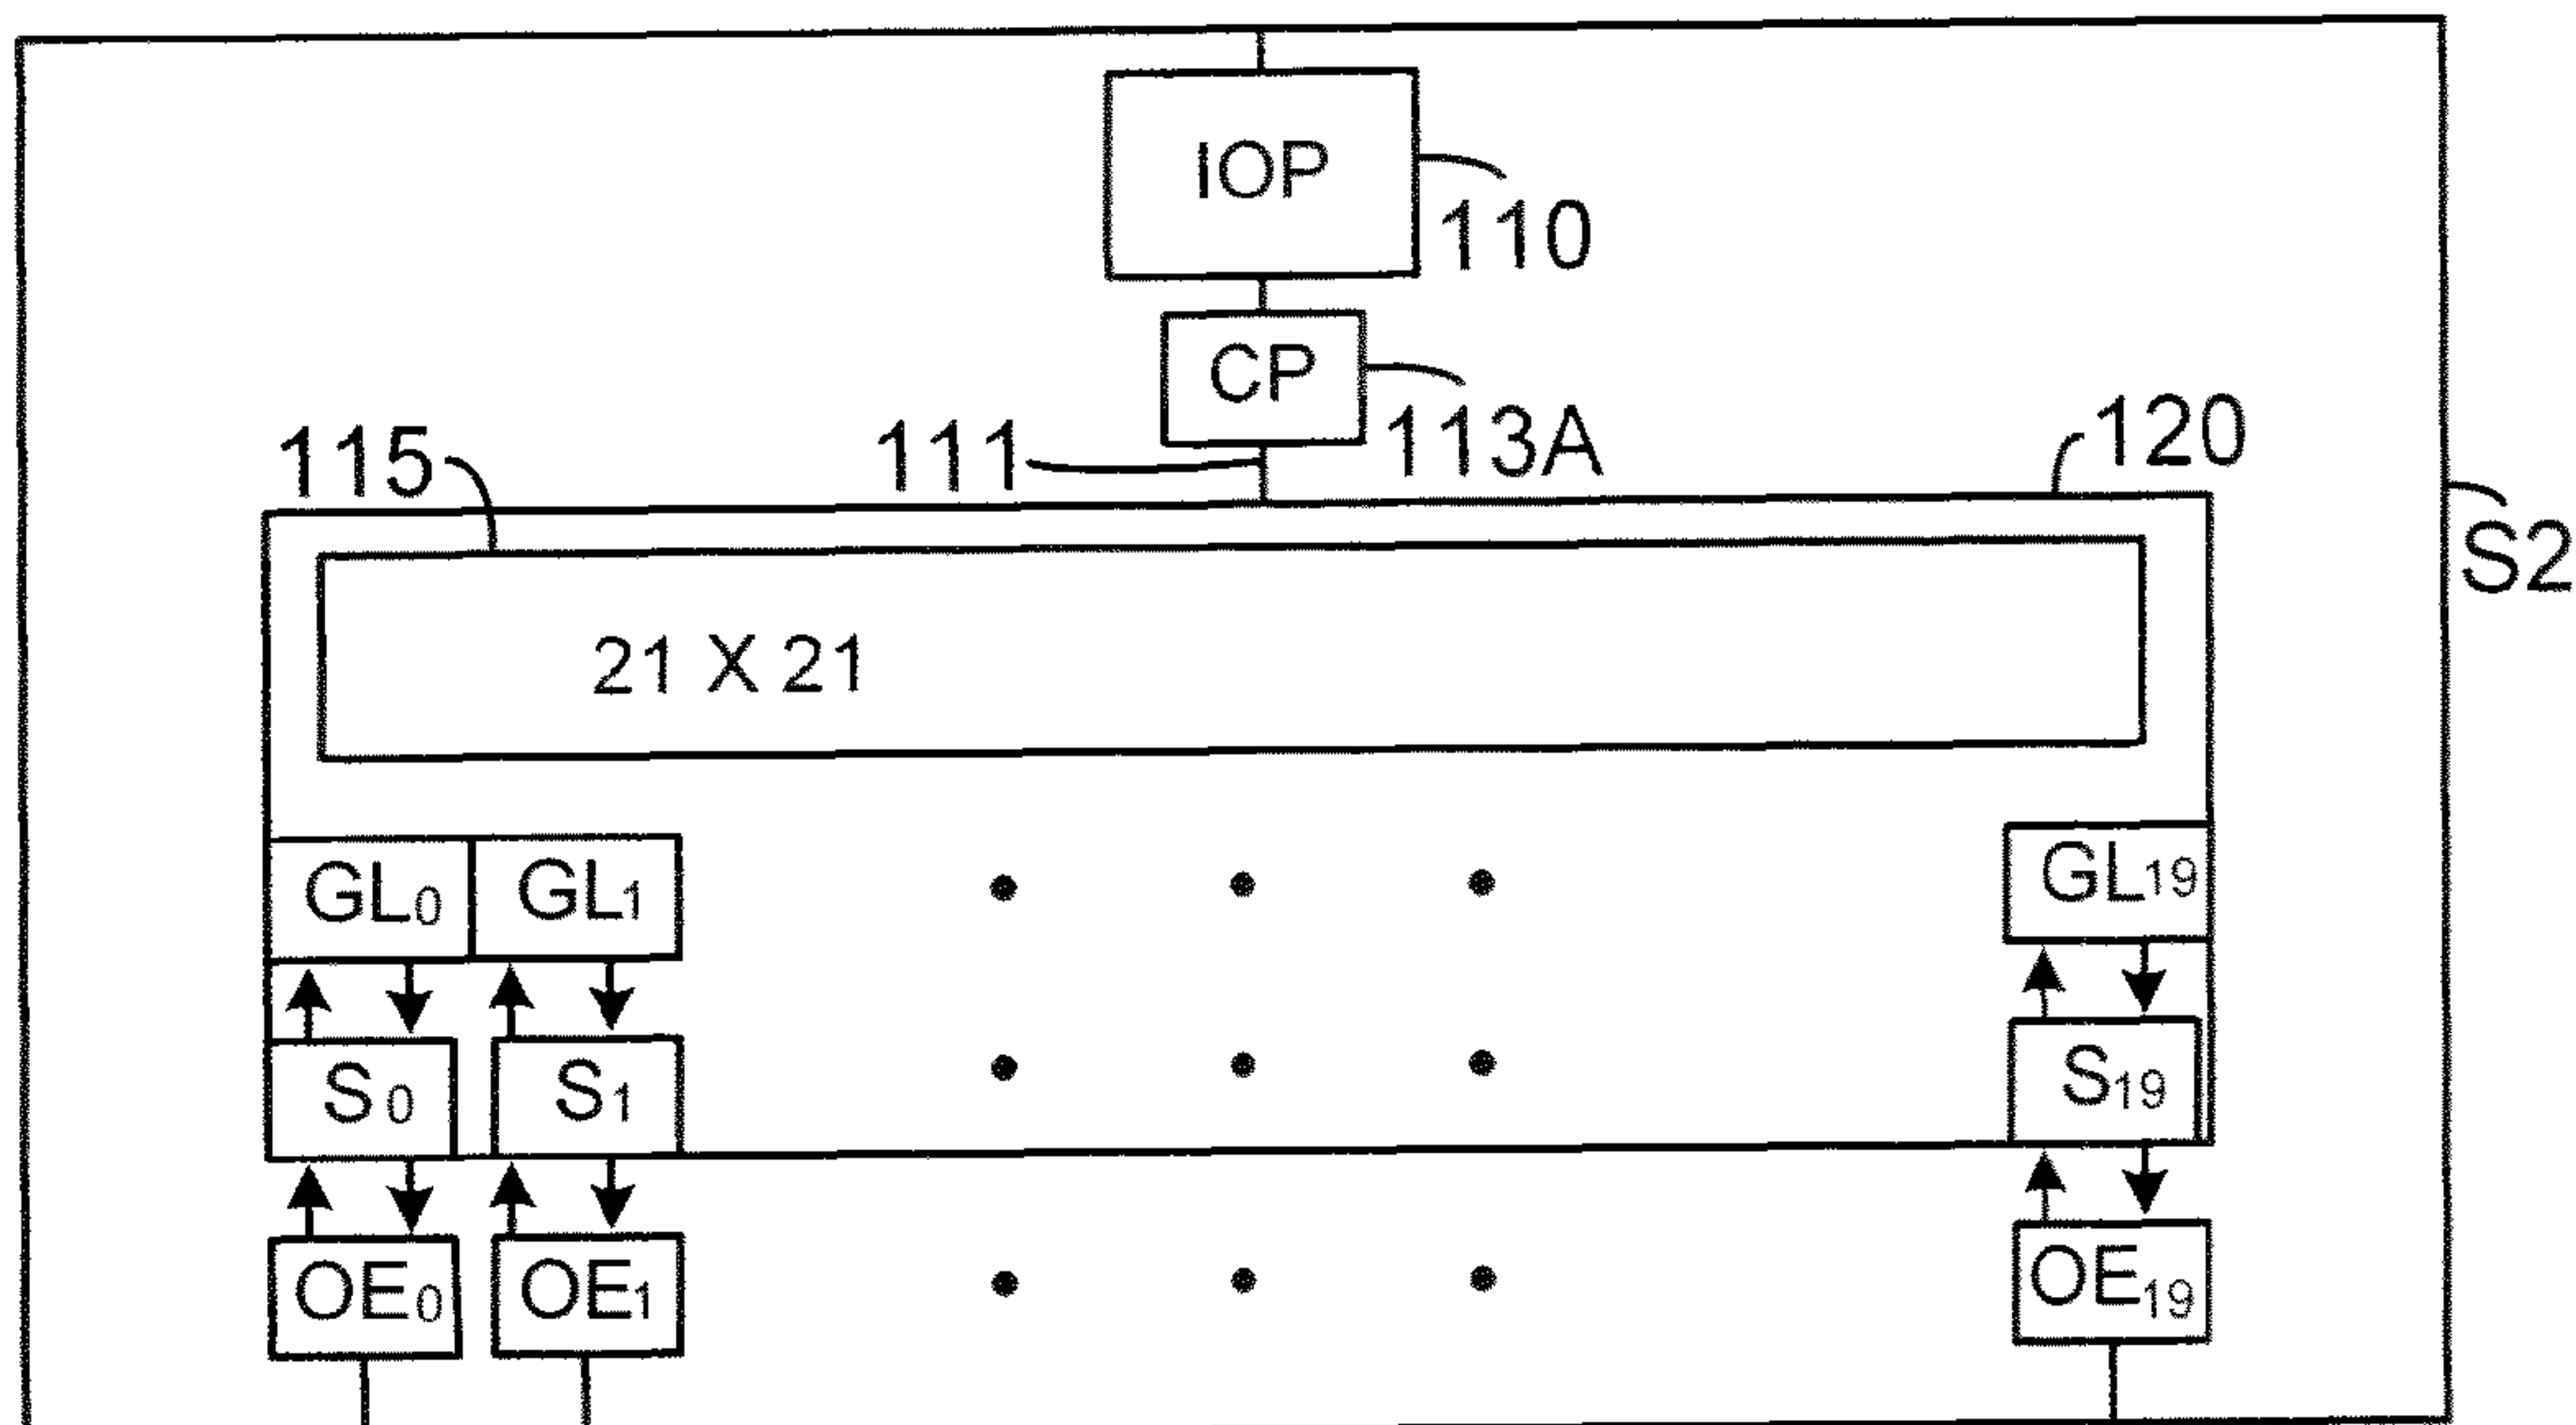 IOP
110
CP
113A
111
120
115
S2
21 X 21
GL0 GL1 GL19
S0 S1 S19
OE0 OE1 OE19